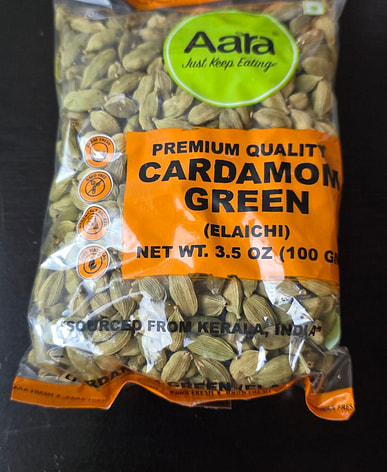 Aara
Just Keep Eating
PREMIUM QUALITY
CARDAMOM
GREEN
(ELAICHI)
NET WT. 3.5 OZ (100 G
"SOURCED FROM KERALA, INDIA"
GREEN